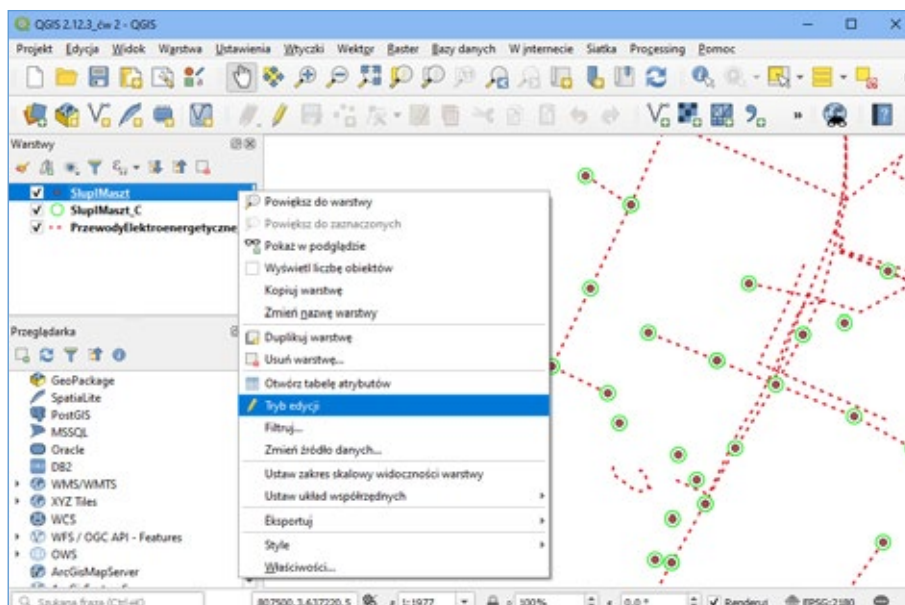 QGIS 2.12.3_ćw 2 - QGIS
Projekt Edycja Widok Warstwa Ustawienia Wtyczki Wektor Raster Bazy danych W internecie Siatka Processing Pomoc
Warstwy
SlupIMaszt
SlupIMaszt_C
PrzewodyElektroenergetyczne
Powiększ do warstwy
Powiększ do zaznaczonych
Pokaż w podglądzie
Wyświetl liczbę obiektów
Kopiuj warstwę
Zmień nazwę warstwy
Duplikuj warstwę
Usuń warstwę...
Otwórz tabelę atrybutów
Tryb edycji
Filtruj...
Zmień źródło danych...
Ustaw zakres skalowy widoczności warstwy
Ustaw układ współrzędnych
Eksportuj
Style
Właściwości...
Przeglądarka
GeoPackage
SpatiaLite
PostGIS
MSSQL
Oracle
DB2
WMS/WMTS
XYZ Tiles
WCS
WFS / OGC API - Features
OWS
ArcGisMapServer
Szukana fraza (Ctrl+K)
807500.3,637220.5 1:1977 100% 0,0 ° Renderuj EPSG:2180